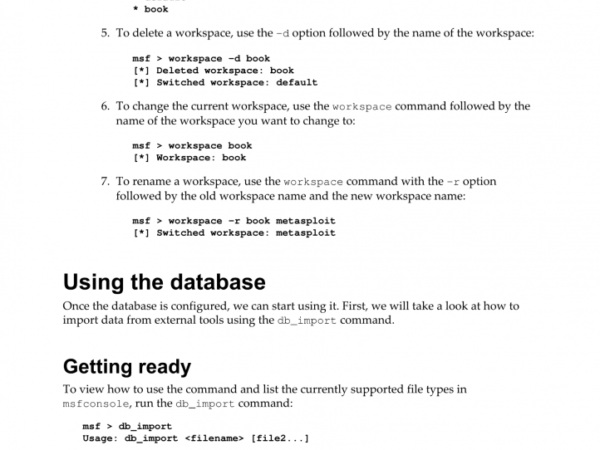 * book
5. To delete a workspace, use the -d option followed by the name of the workspace:
msf > workspace -d book
[*] Deleted workspace: book
[*] Switched workspace: default
6. To change the current workspace, use the workspace command followed by the
name of the workspace you want to change to:
msf > workspace book
[*] Workspace: book
7. To rename a workspace, use the workspace command with the -r option
followed by the old workspace name and the new workspace name:
msf > workspace -r book metasploit
[*] Switched workspace: metasploit
Using the database
Once the database is configured, we can start using it. First, we will take a look at how to
import data from external tools using the db_import command.
Getting ready
To view how to use the command and list the currently supported file types in
msfconsole, run the db_import command:
msf > db_import
Usage: db_import <filename> [file2...]